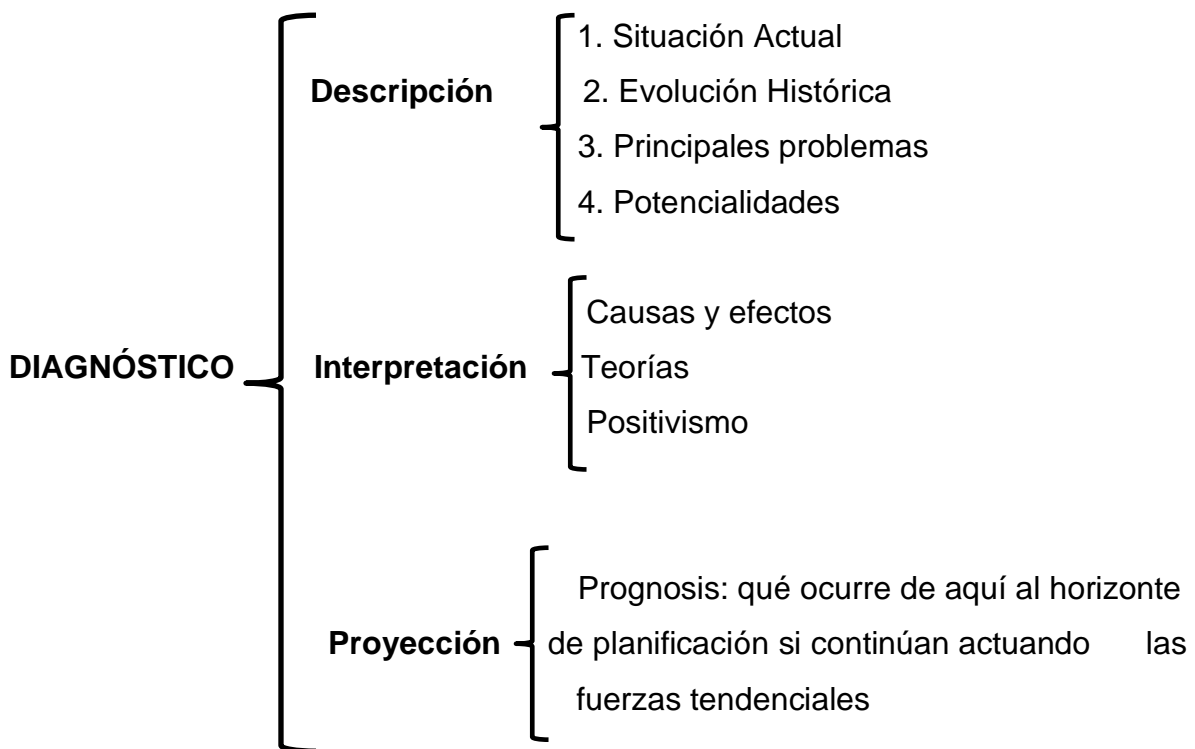 DIAGNÓSTICO
Descripción
1. Situación Actual
2. Evolución Histórica
3. Principales problemas
4. Potencialidades
Interpretación
Causas y efectos
Teorías
Positivismo
Proyección
Prognosis: qué ocurre de aquí al horizonte
de planificación si continúan actuando las
fuerzas tendenciales